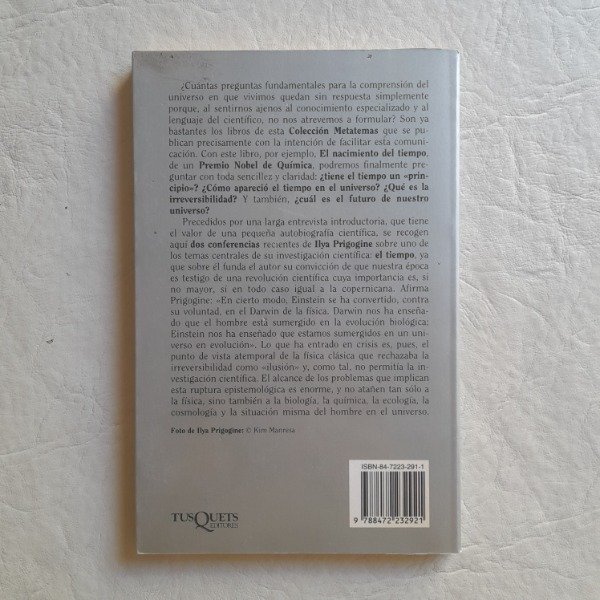 ¿Cuántas preguntas fundamentales para la comprensión del
universo en que vivimos quedan sin respuesta simplemente
porque, al sentirnos ajenos al conocimiento especializado y al
lenguaje del científico, no nos atrevemos a formular? Son ya
bastantes los libros de esta Colección Metatemas que se pu-
blican precisamente con la intención de facilitar esta comuni-
cación. Con este libro, por ejemplo, El nacimiento del tiempo,
de un Premio Nobel de Química, podremos finalmente pre-
guntar con toda sencillez y claridad: ¿tiene el tiempo un «prin-
cipio»? ¿Cómo apareció el tiempo en el universo? ¿Qué es la
irreversibilidad? Y también, ¿cuál es el futuro de nuestro
universo?
Precedidos por una larga entrevista introductoria, que tiene
el valor de una pequeña autobiografía científica, se recogen
aquí dos conferencias recientes de Ilya Prigogine sobre uno de
los temas centrales de su investigación científica: el tiempo, ya
que sobre él funda el autor su convicción de que nuestra época
es testigo de una revolución científica cuya importancia es, si
no mayor, sí en todo caso igual a la copernicana. Afirma
Prigogine: «En cierto modo, Einstein se ha convertido, contra
su voluntad, en el Darwin de la física. Darwin nos ha enseña-
do que el hombre está sumergido en la evolución biológica;
Einstein nos ha enseñado que estamos sumergidos en un uni-
verso en evolución». Lo que ha entrado en crisis es, pues, el
punto de vista atemporal de la física clásica que rechazaba la
irreversibilidad como «ilusión» y, como tal, no permitía la in-
vestigación científica. El alcance de los problemas que implican
esta ruptura epistemológica es enorme, y no atañen tan sólo a
la física, sino también a la biología, la química, la ecología, la
cosmología y la situación misma del hombre en el universo.
Foto de Ilya Prigogine: © Kim Manresa
ISBN-84-7223-291-1
9 788472 232921
TUSQUETS
EDITORES